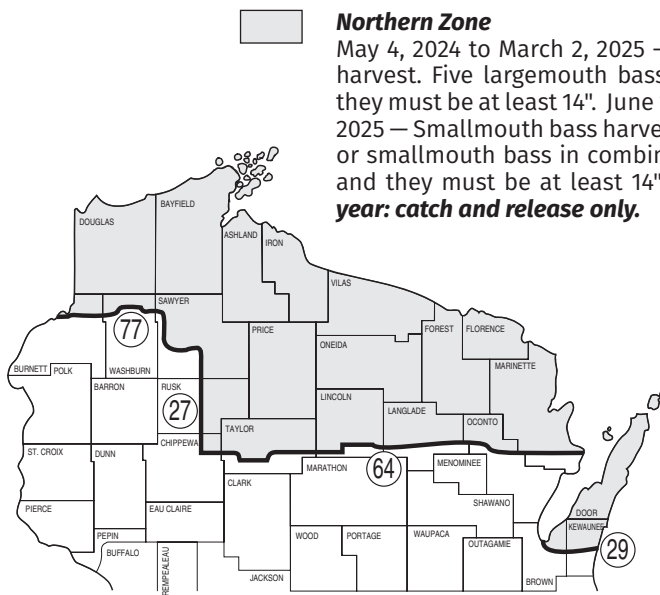 Northern Zone
May 4, 2024 to March 2, 2025 –
harvest. Five largemouth bass
they must be at least 14". June
2025 — Smallmouth bass harve
or smallmouth bass in combin
and they must be at least 14"
year: catch and release only.
BAYFIELD
DOUGLAS
ASHLAND
IRON
VILAS
SAWYER
77
PRICE
FOREST
FLORENCE
ONEIDA
MARINETTE
BURNETT
POLK
WASHBURN
BARRON
RUSK
27
LINCOLN
LANGLADE
OCONTO
TAYLOR
CHIPPEWA
ST. CROIX
DUNN
MARATHON
64
MENOMINEE
CLARK
SHAWANO
PIERCE
EAU CLAIRE
DOOR
KEWAUNEE
PEPIN
BUFFALO
REMPEALEAU
WOOD
PORTAGE
WAUPACA
OUTAGAMIE
29
JACKSON
BROWN